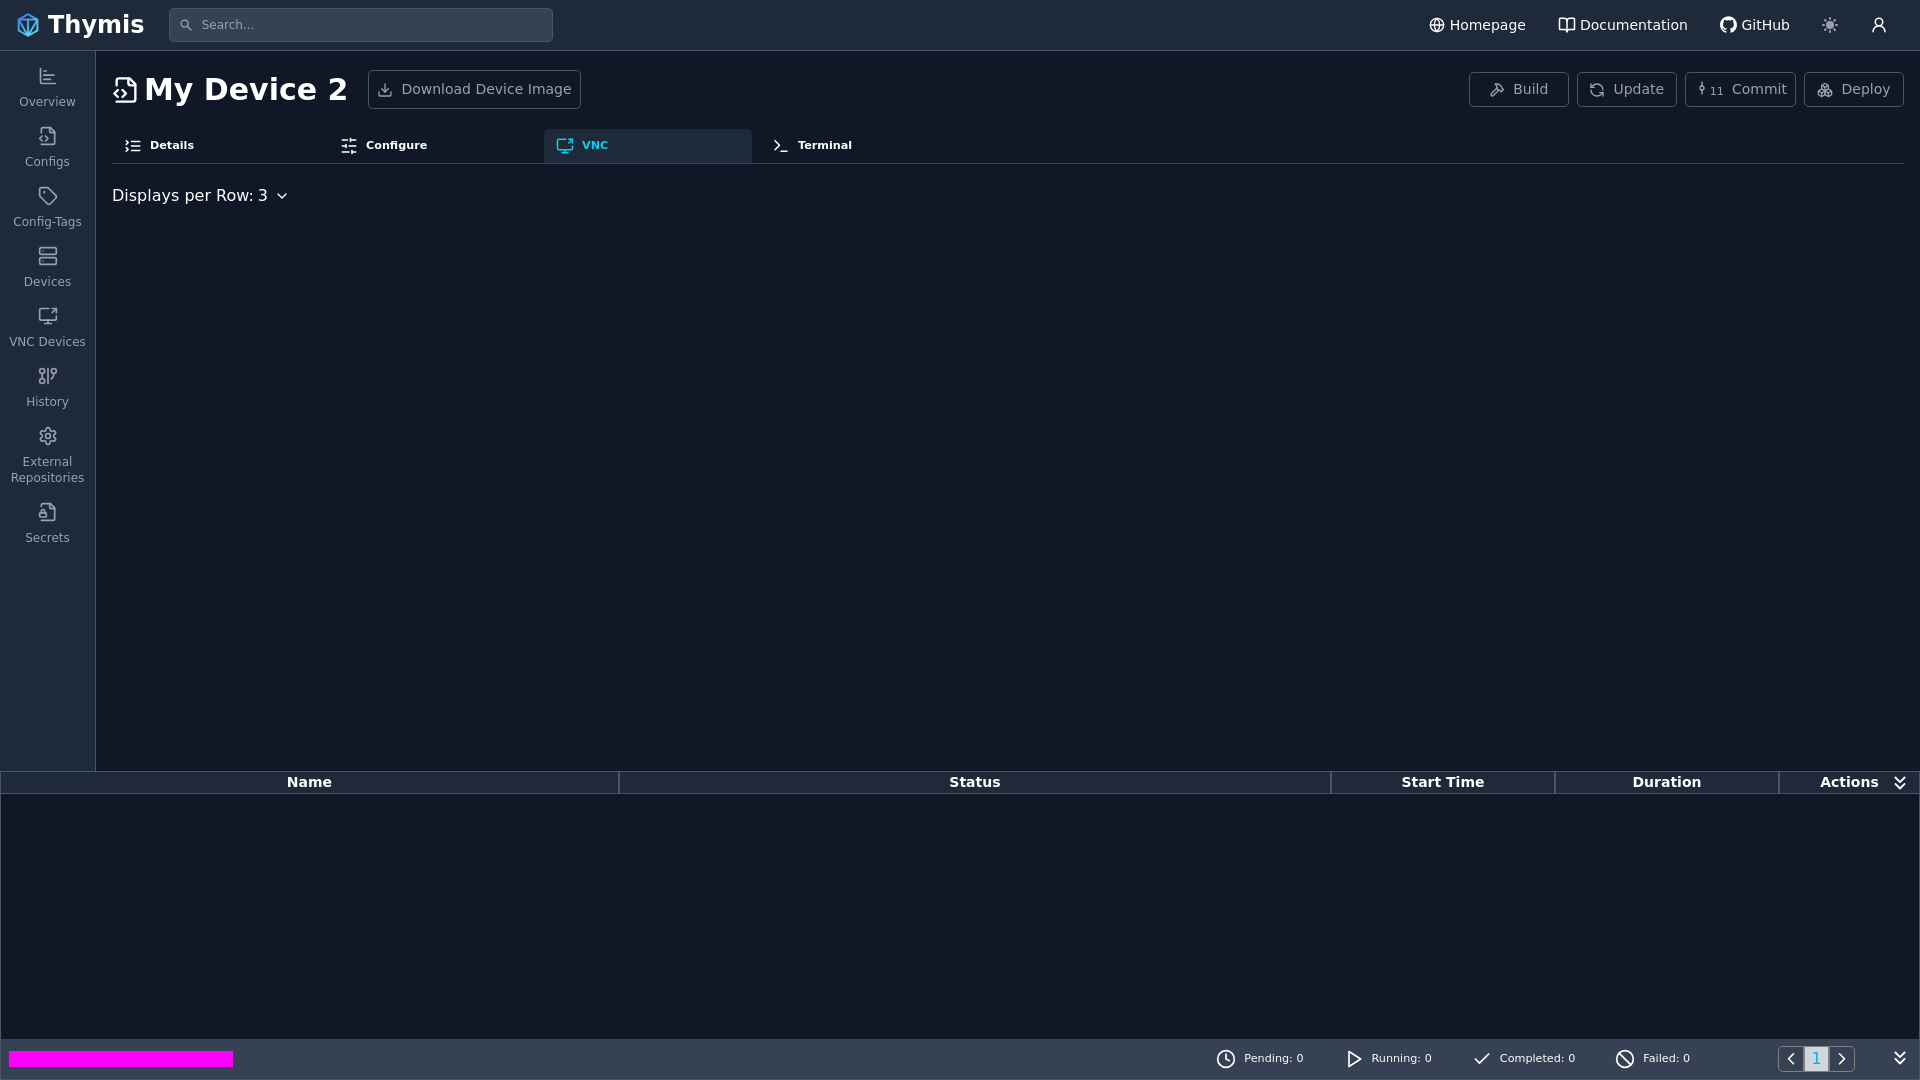 Thymis
Search...
Homepage
Documentation
GitHub
Overview
Configs
Config-Tags
Devices
VNC Devices
History
External
Repositories
Secrets
My Device 2
Download Device Image
Build
Update
11 Commit
Deploy
Details
Configure
VNC
Terminal
Displays per Row: 3
Name
Status
Start Time
Duration
Actions
Pending: 0
Running: 0
Completed: 0
Failed: 0
1